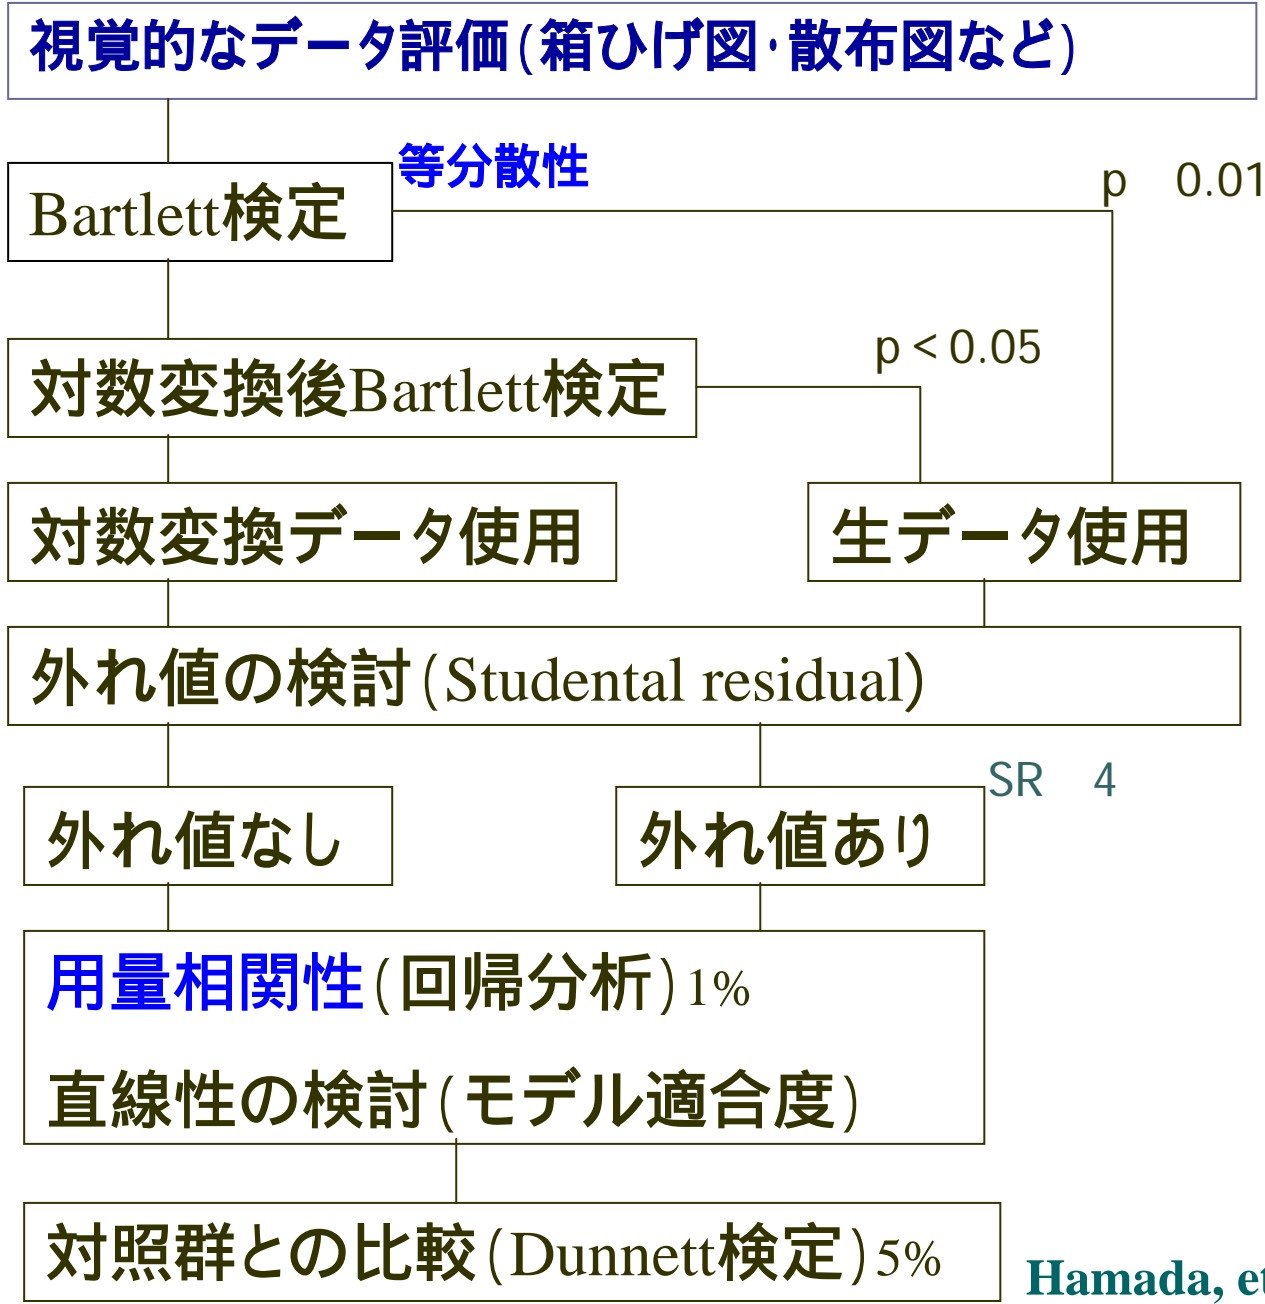 視覚的なデータ評価(箱ひげ図･散布図など)
等分散性
p 0.01
Bartlett検定
p < 0.05
対数変換後Bartlett検定
対数変換データ使用
生データ使用
外れ値の検討(Studental residual)
SR 4
外れ値なし
外れ値あり
用量相関性(回帰分析)1%
直線性の検討(モデル適合度)
対照群との比較(Dunnett検定)5%
Hamada, et